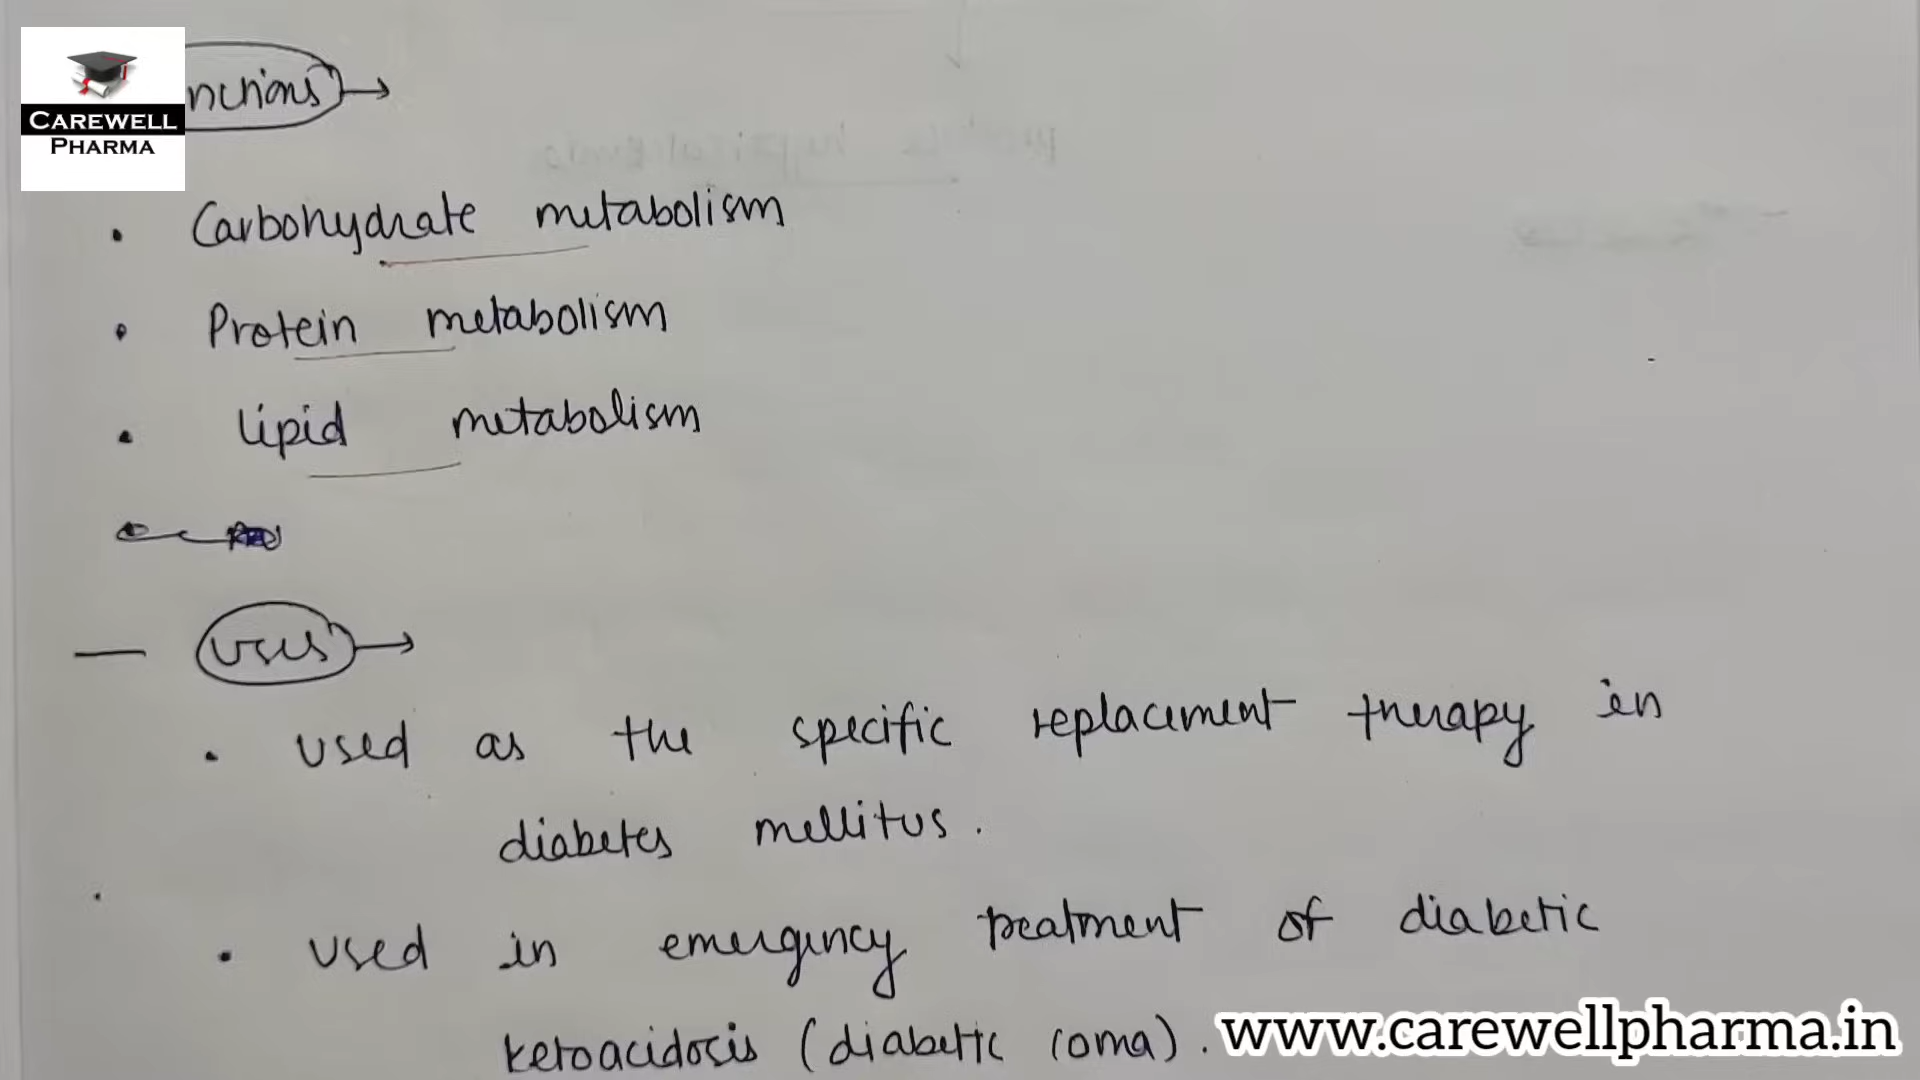 CAREWELL
PHARMA
nctions →
• Carbohydrate metabolism
• Protein metabolism
• Lipid metabolism
— Uses →
• Used as the specific replacement therapy in
diabetes mellitus.
• Used in emergency treatment of diabetic
ketoacidosis (diabetic coma).
www.carewellpharma.in